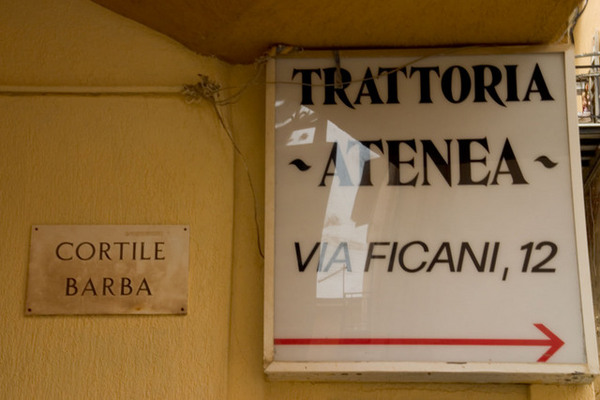 CORTILE
BARBA
TRATTORIA
~ATENEA~
VIA FICANI, 12